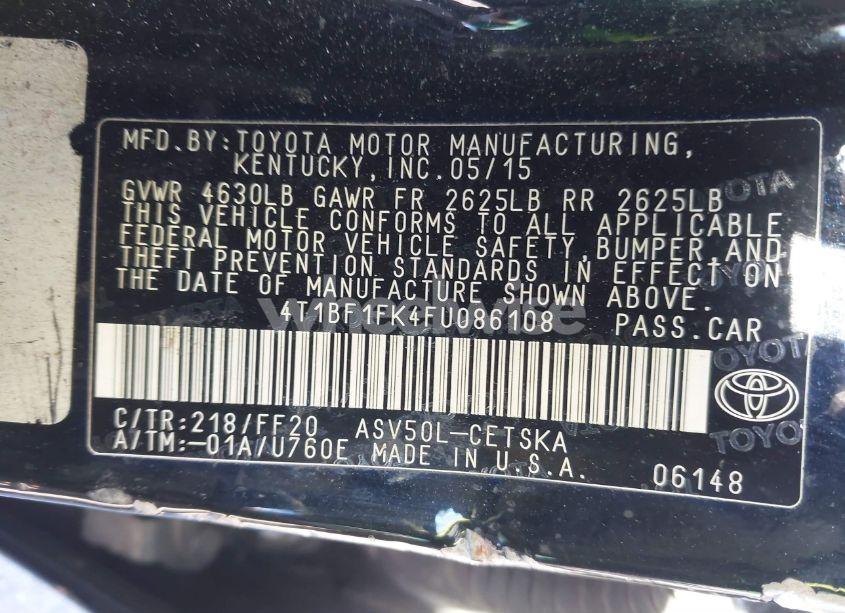 MFD.BY:TOYOTA MOTOR MANUFACTURING,
KENTUCKY,INC.05/15
GVWR 4630LB GAWR FR 2625LB RR 2625LB
THIS VEHICLE CONFORMS TO ALL APPLICABLE
FEDERAL MOTOR VEHICLE SAFETY,BUMPER,AND
THEFT PREVENTION STANDARDS IN EFFECT ON
THE DATE OF MANUFACTURE SHOWN ABOVE.
4T1BF1FK4FU086108 PASS.CAR
C/TR:218/FF20 ASV50L-CETSKA
A/TM:-01A/U760E MADE IN U.S.A.
06148
TOYOTA
TOYOTA